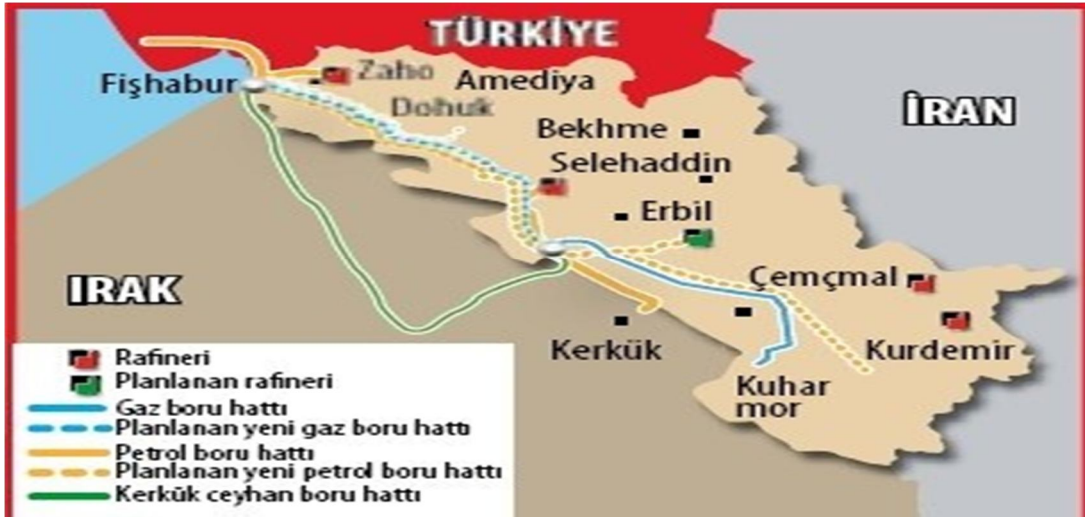 TÜRKİYE
Fişhabur
Zaho
Amediya
Dohuk
Bekhme
İRAN
Selehaddin
Erbil
IRAK
Çemçmal
Kerkük
Kurdemir
Kuhar
mor
Rafineri
Planlanan rafineri
Gaz boru hattı
Planlanan yeni gaz boru hattı
Petrol boru hattı
Planlanan yeni petrol boru hattı
Kerkük ceyhan boru hattı